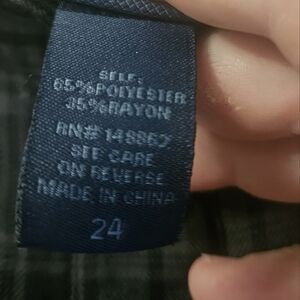 SELF:
65%POLYESTER
35%RAYON
RN# 148862
SEE CARE
ON REVERSE
MADE IN CHINA
24